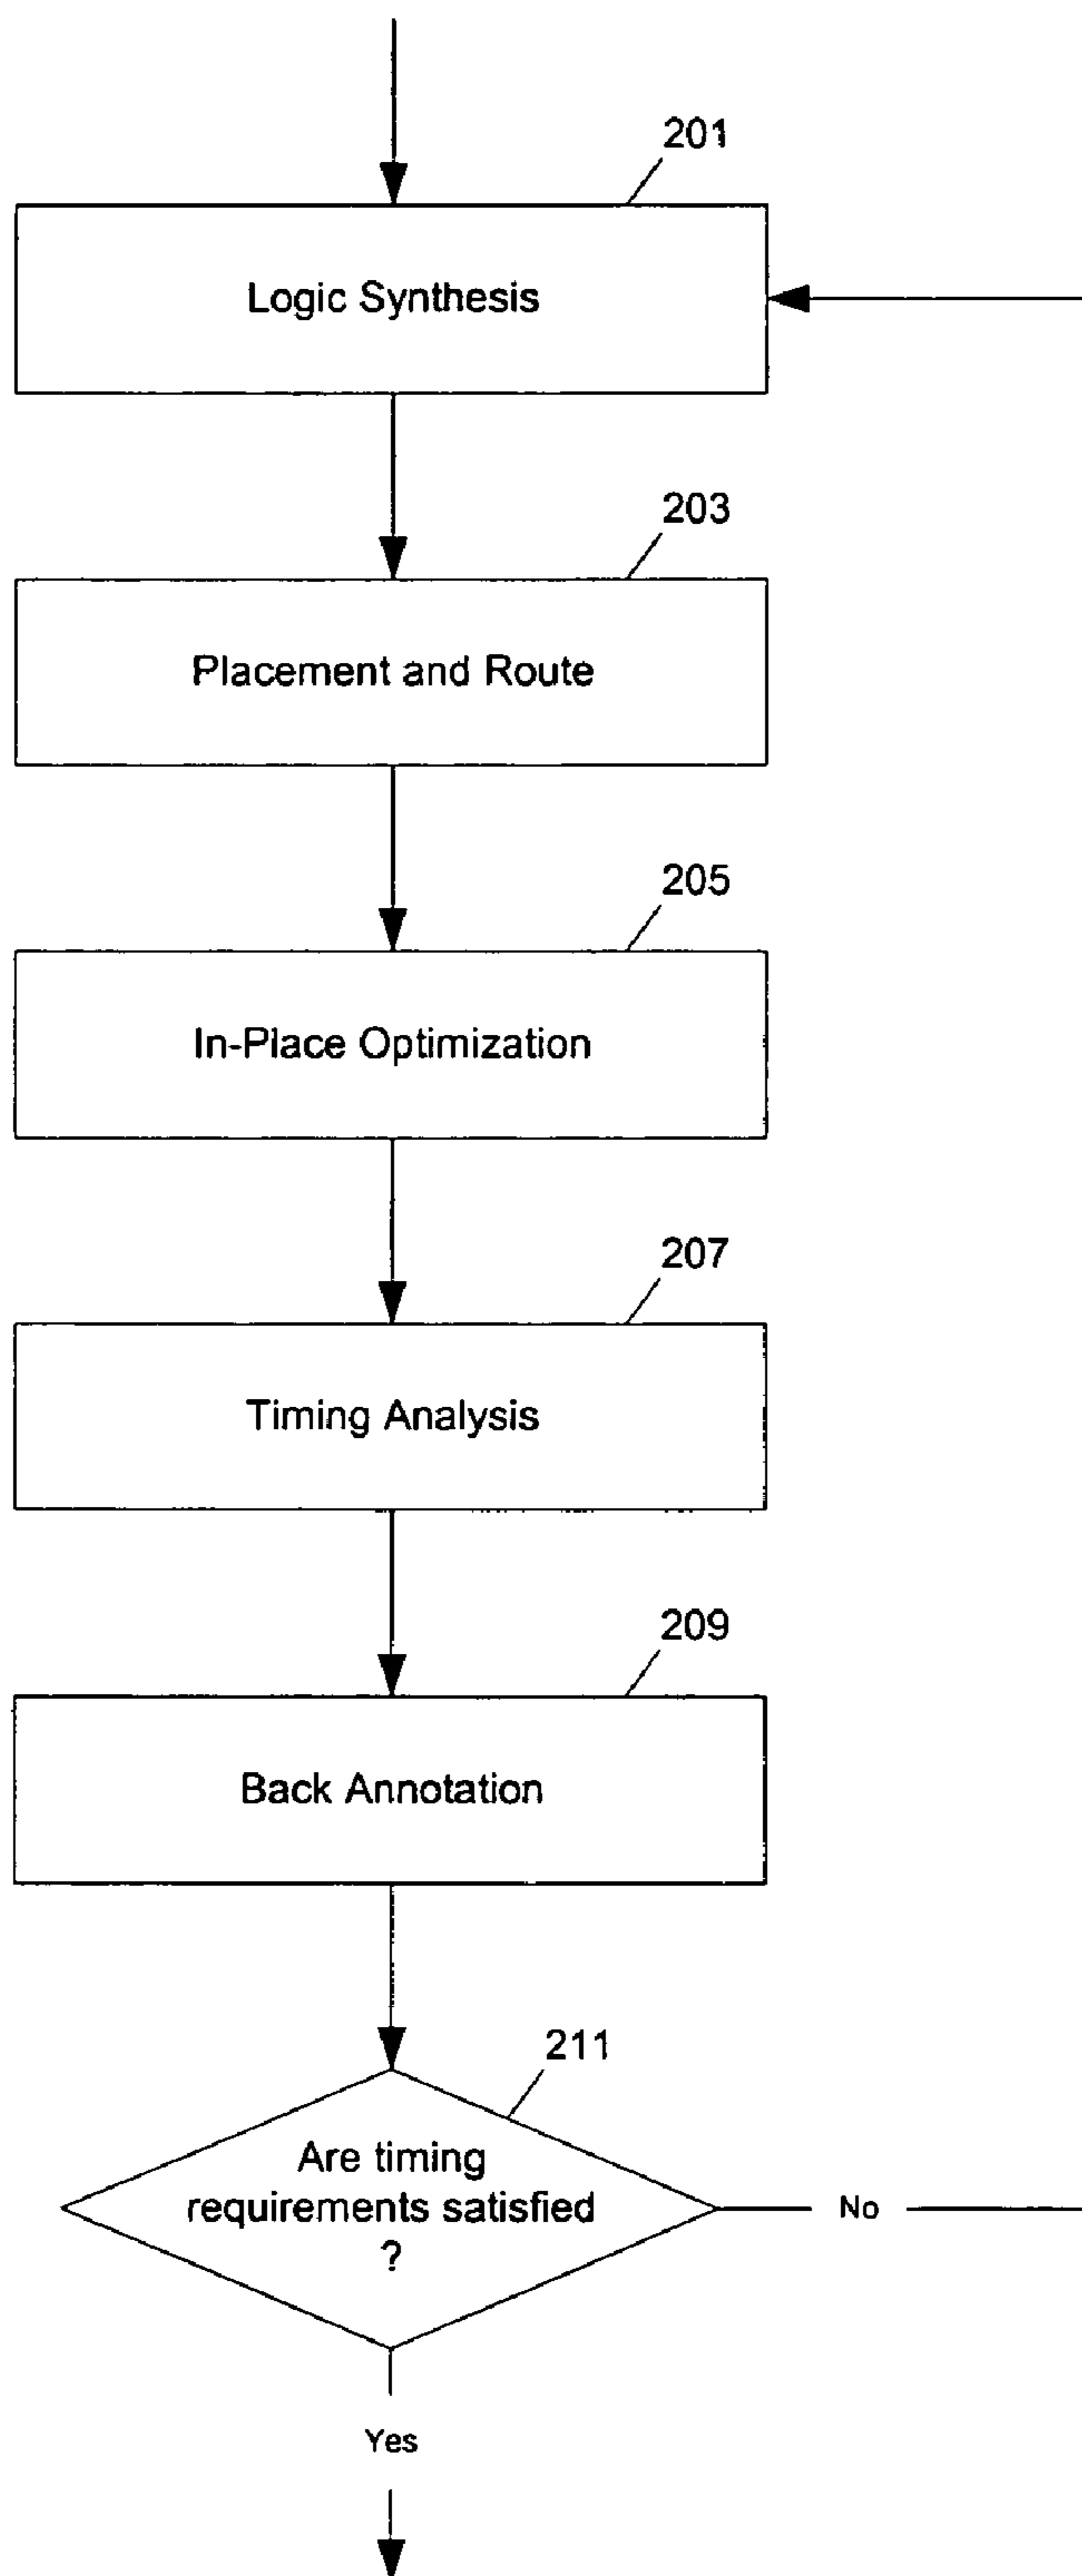 201
Logic Synthesis
203
Placement and Route
205
In-Place Optimization
207
Timing Analysis
209
Back Annotation
211
Are timing
requirements satisfied
?
No
Yes